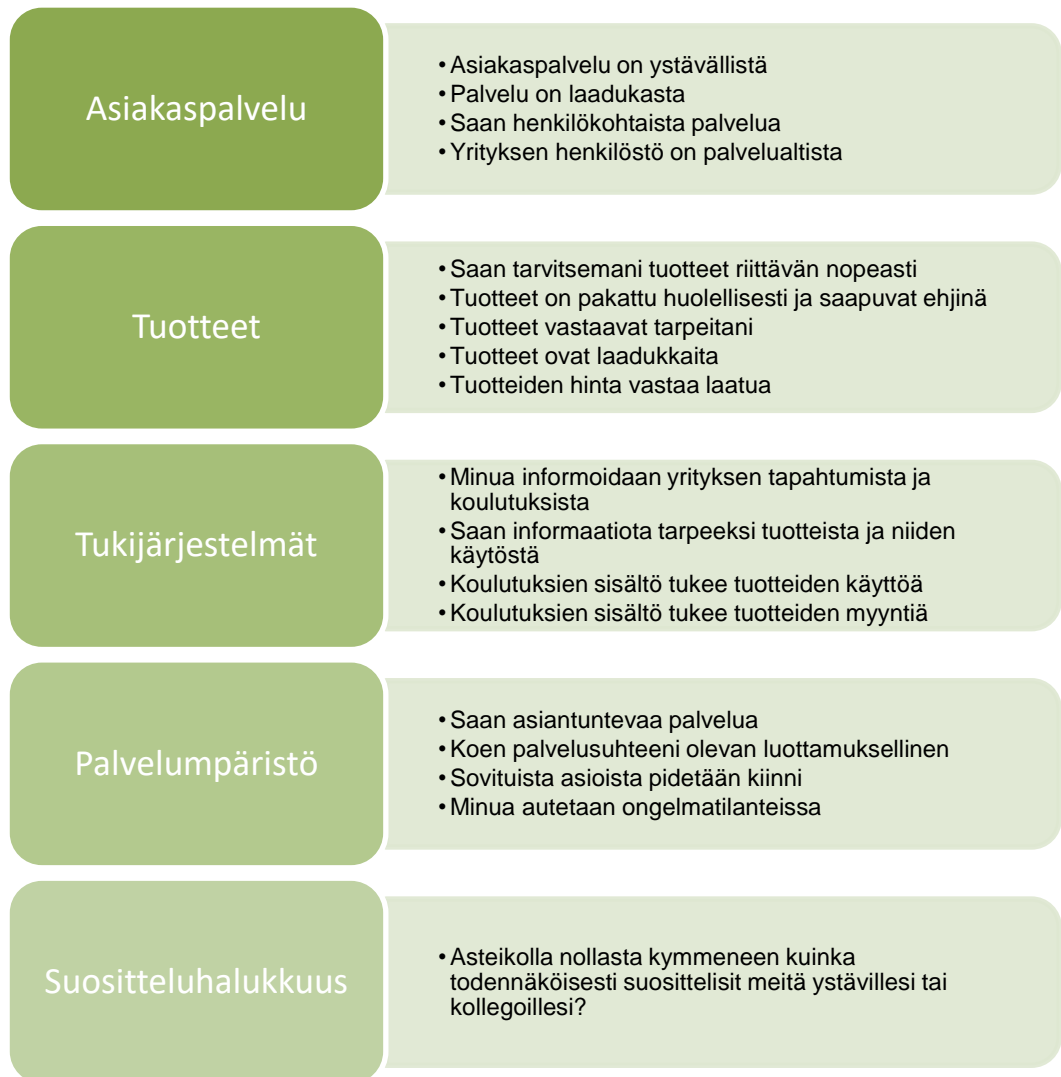 Asiakaspalvelu
• Asiakaspalvelu on ystävällistä
• Palvelu on laadukasta
• Saan henkilökohtaista palvelua
• Yrityksen henkilöstö on palvelualtista
Tuotteet
• Saan tarvitsemani tuotteet riittävän nopeasti
• Tuotteet on pakattu huolellisesti ja saapuvat ehjinä
• Tuotteet vastaavat tarpeitani
• Tuotteet ovat laadukkaita
• Tuotteiden hinta vastaa laatua
Tukijärjestelmät
• Minua informoidaan yrityksen tapahtumista ja
koulutuksista
• Saan informaatiota tarpeeksi tuotteista ja niiden
käytöstä
• Koulutuksien sisältö tukee tuotteiden käyttöä
• Koulutuksien sisältö tukee tuotteiden myyntiä
Palvelumpäristö
• Saan asiantuntevaa palvelua
• Koen palvelusuhteeni olevan luottamuksellinen
• Sovituista asioista pidetään kiinni
• Minua autetaan ongelmatilanteissa
Suositteluhalukkuus
• Asteikolla nollasta kymmeneen kuinka
todennäköisesti suosittelisit meitä ystävillesi tai
kollegoillesi?